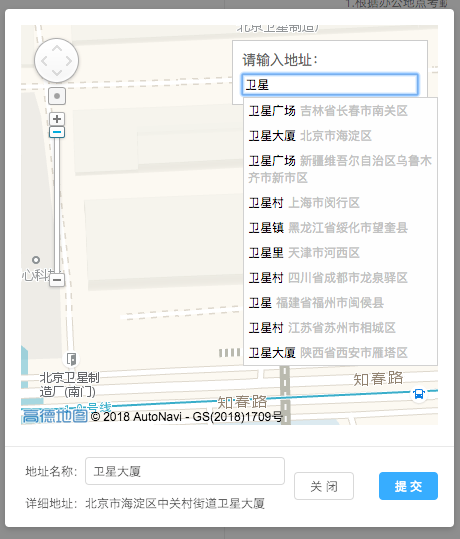 1.根据办公地点考勤
北京卫星制造厂
请输入地址：
卫星
卫星广场 吉林省长春市南关区
卫星大厦 北京市海淀区
卫星广场 新疆维吾尔自治区乌鲁木
齐市新市区
卫星村 上海市闵行区
卫星镇 黑龙江省绥化市望奎县
卫星里 天津市河西区
卫星村 四川省成都市龙泉驿区
卫星 福建省福州市闽侯县
卫星村 江苏省苏州市相城区
卫星大厦 陕西省西安市雁塔区
心科技
北京卫星制
造厂(南门)
知春路
知春路
号线
高德地图 © 2018 AutoNavi - GS(2018)1709号
地址名称： 卫星大厦
关 闭
提 交
详细地址： 北京市海淀区中关村街道卫星大厦